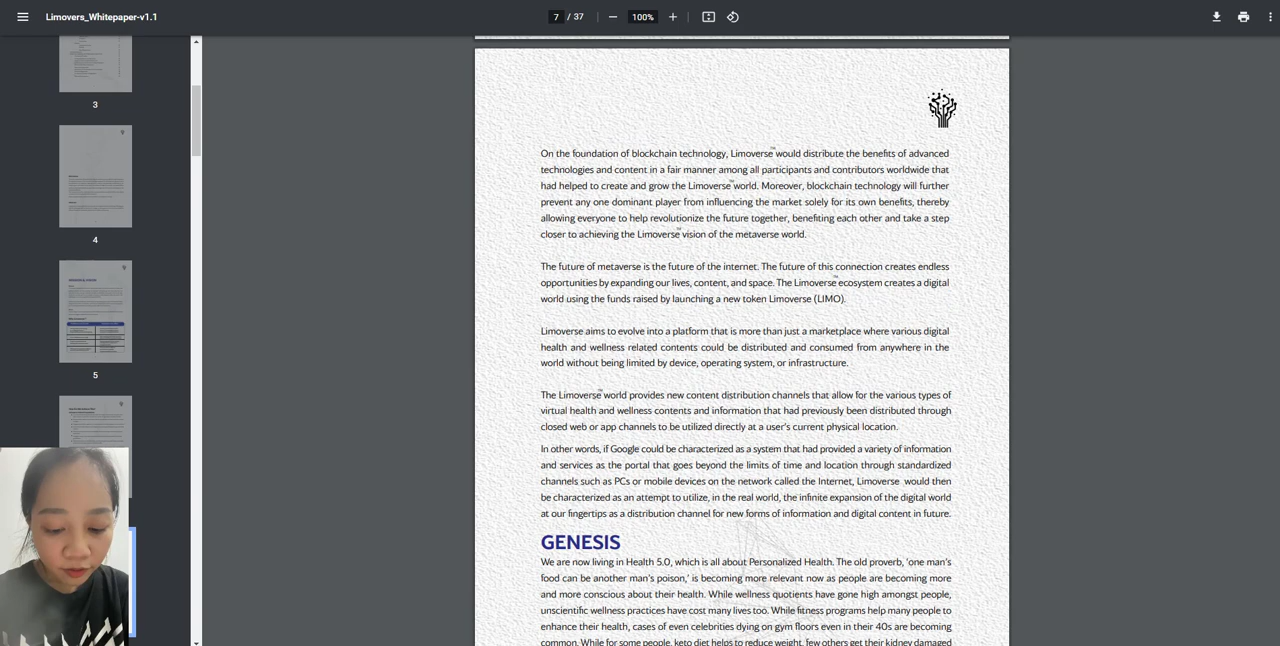 Limovers_Whitepaper-v1.1
7 / 37
100%
3
4
5
On the foundation of blockchain technology, Limoverse™ would distribute the benefits of advanced
technologies and content in a fair manner among all participants and contributors worldwide that
had helped to create and grow the Limoverse™ world. Moreover, blockchain technology will further
prevent any one dominant player from influencing the market solely for its own benefits, thereby
allowing everyone to help revolutionize the future together, benefiting each other and take a step
closer to achieving the Limoverse™ vision of the metaverse world.
The future of metaverse is the future of the internet. The future of this connection creates endless
opportunities by expanding our lives, content, and space. The Limoverse™ ecosystem creates a digital
world using the funds raised by launching a new token Limoverse (LIMO).
Limoverse aims to evolve into a platform that is more than just a marketplace where various digital
health and wellness related contents could be distributed and consumed from anywhere in the
world without being limited by device, operating system, or infrastructure.
The Limoverse™ world provides new content distribution channels that allow for the various types of
virtual health and wellness contents and information that had previously been distributed through
closed web or app channels to be utilized directly at a user's current physical location.
In other words, if Google could be characterized as a system that had provided a variety of information
and services as the portal that goes beyond the limits of time and location through standardized
channels such as PCs or mobile devices on the network called the Internet, Limoverse would then
be characterized as an attempt to utilize, in the real world, the infinite expansion of the digital world
at our fingertips as a distribution channel for new forms of information and digital content in future.
GENESIS
We are now living in Health 5.0, which is all about Personalized Health. The old proverb, 'one man's
food can be another man's poison,' is becoming more relevant now as people are becoming more
and more conscious about their health. While wellness quotients have gone high amongst people,
unscientific wellness practices have cost many lives too. While fitness programs help many people to
enhance their health, cases of even celebrities dying on gym floors even in their 40s are becoming
common. While for some people, keto diet helps to reduce weight, few others get their kidney damaged